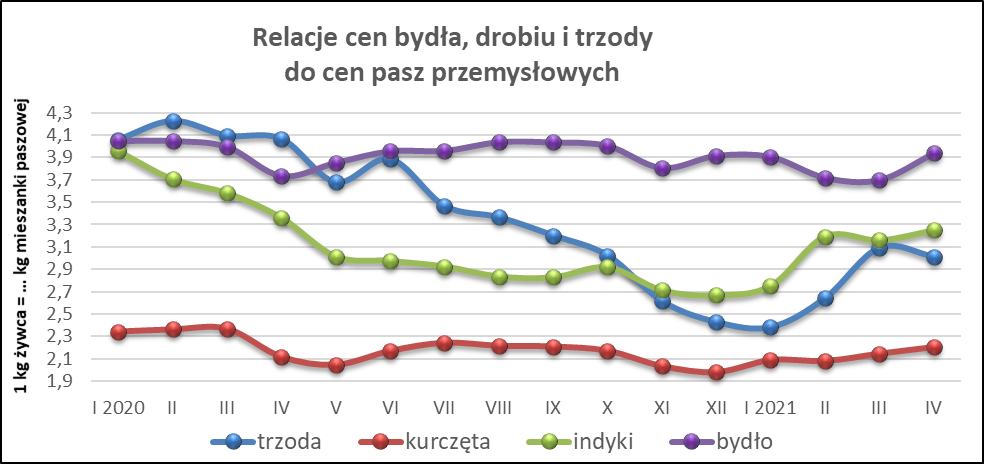 Relacje cen bydła, drobiu i trzody
do cen pasz przemysłowych
1 kg żywca = ... kg mieszanki paszowej
4,3
4,1
3,9
3,7
3,5
3,3
3,1
2,9
2,7
2,5
2,3
2,1
1,9
I 2020 II III IV V VI VII VIII IX X XI XII I 2021 II III IV
trzoda kurczęta indyki bydło